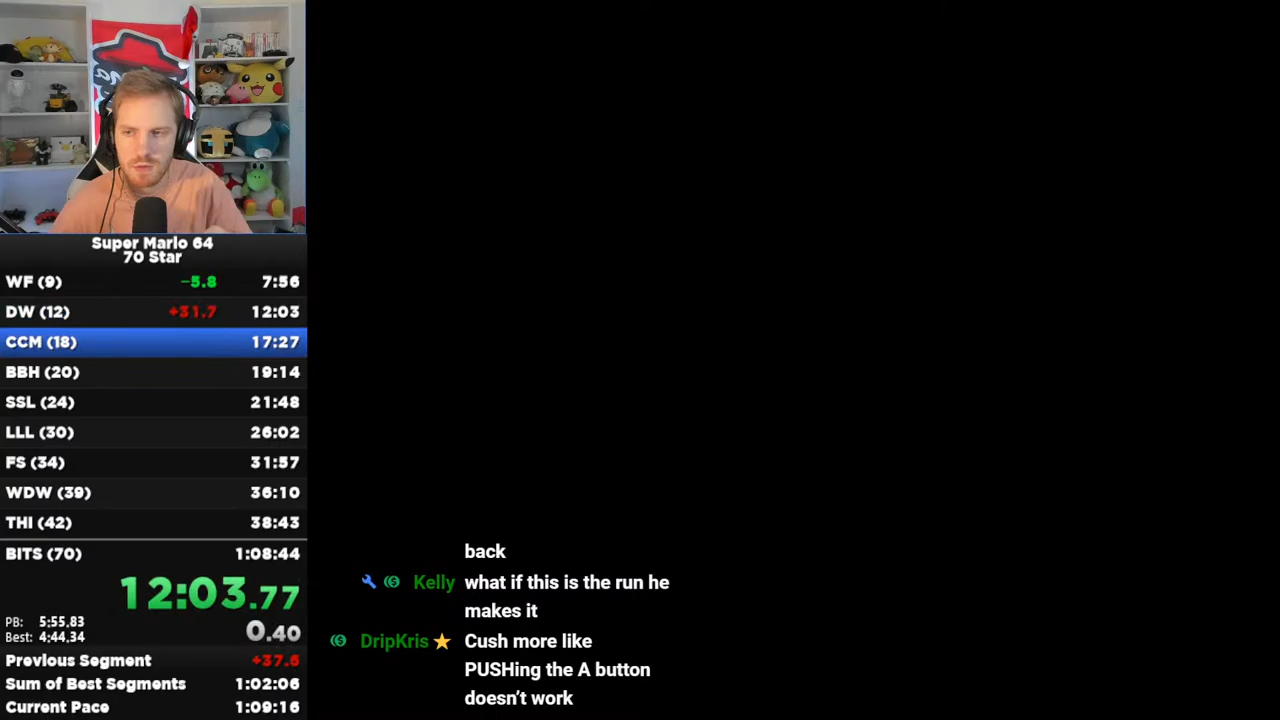 Super Mario 64
70 Star
WF (9) −5.8 7:56
DW (12) +31.7 12:03
CCM (18) 17:27
BBH (20) 19:14
SSL (24) 21:48
LLL (30) 26:02
FS (34) 31:57
WDW (39) 36:10
THI (42) 38:43
BITS (70) 1:08:44
12:03.77
PB: 5:55.83
Best: 4:44.34
0.40
Previous Segment +37.6
Sum of Best Segments 1:02:06
Current Pace 1:09:16
back
Kelly what if this is the run he
makes it
DripKris Cush more like
PUSHing the A button
doesn’t work